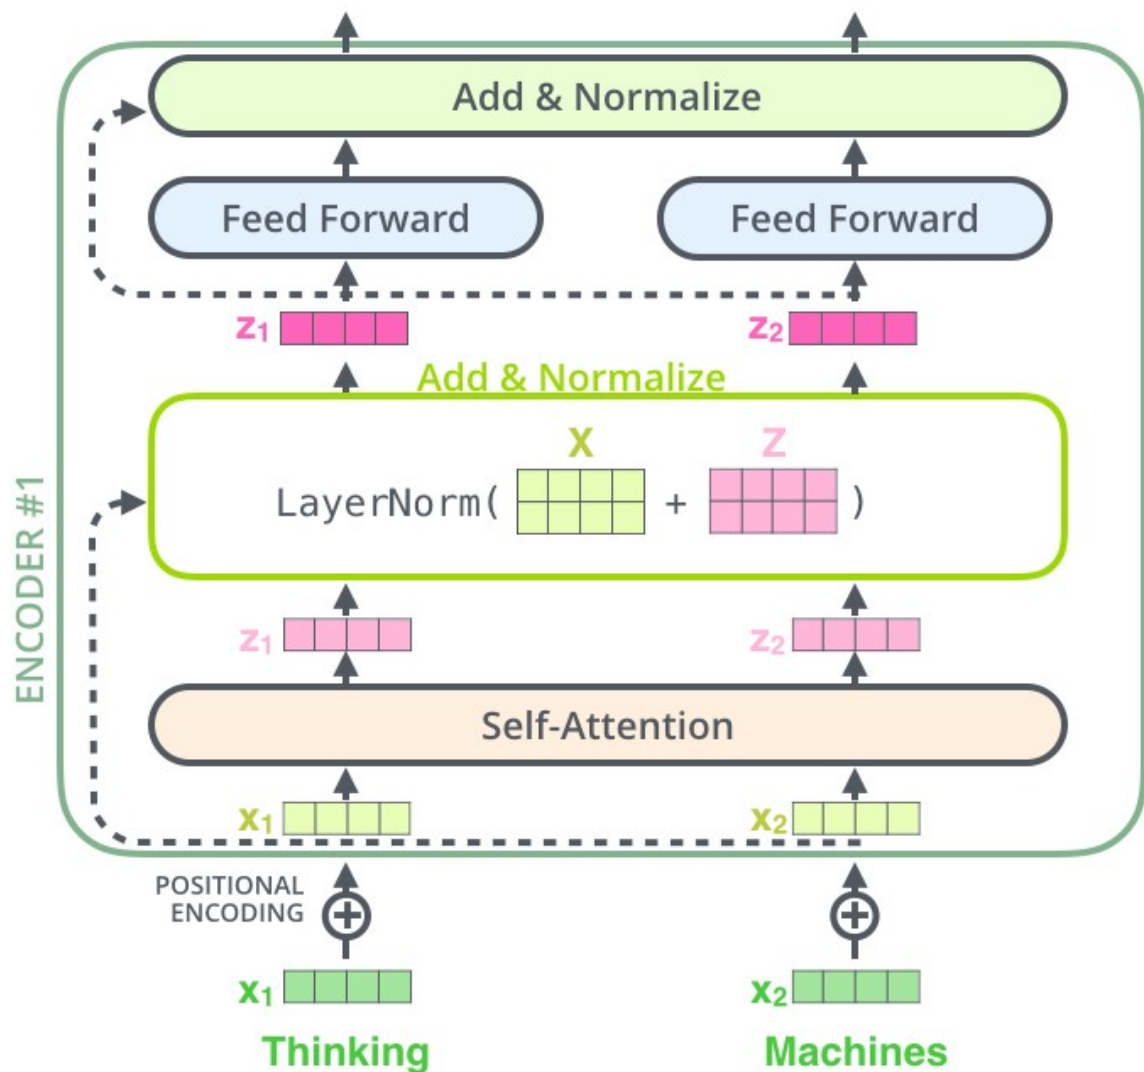 Add & Normalize
Feed Forward
Feed Forward
z₁
z₂
Add & Normalize
X
Z
LayerNorm( + )
ENCODER #1
z₁
z₂
Self-Attention
x₁
x₂
POSITIONAL
ENCODING
x₁
x₂
Thinking
Machines